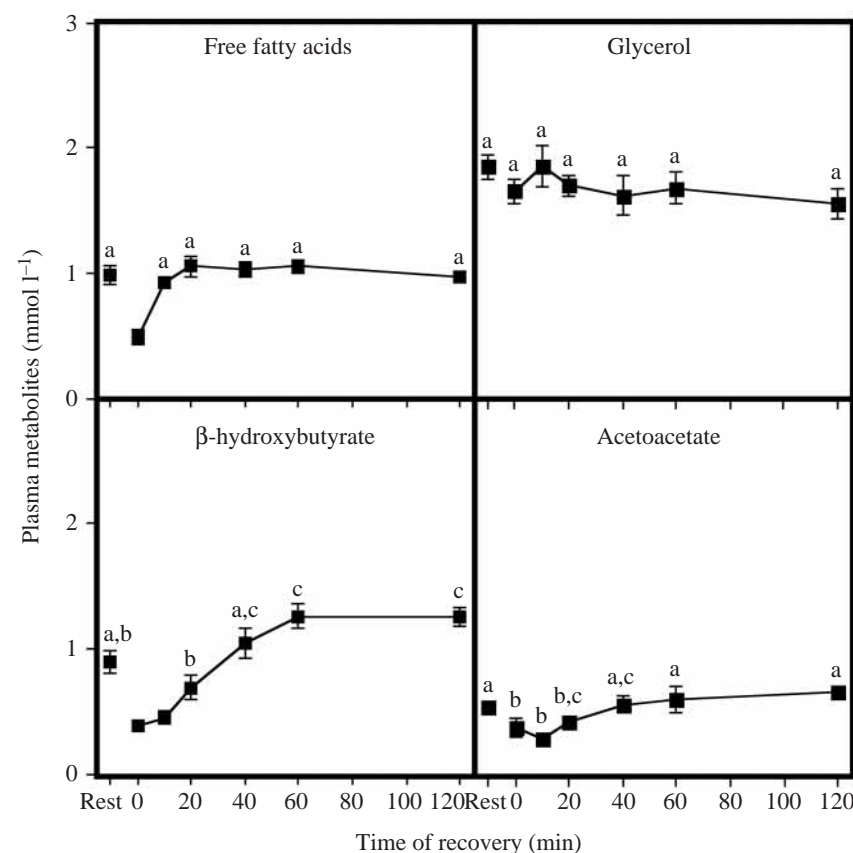 3
Free fatty acids
Glycerol
a a a a a a
a a a a a a a
2
1
0
Plasma metabolites (mmol l⁻¹)
β-hydroxybutyrate
Acetoacetate
a,b b a,c c c
a b b b,c a,c a a
2
1
0
Rest 0 20 40 60 80 100 120
Rest 0 20 40 60 80 100 120
Time of recovery (min)